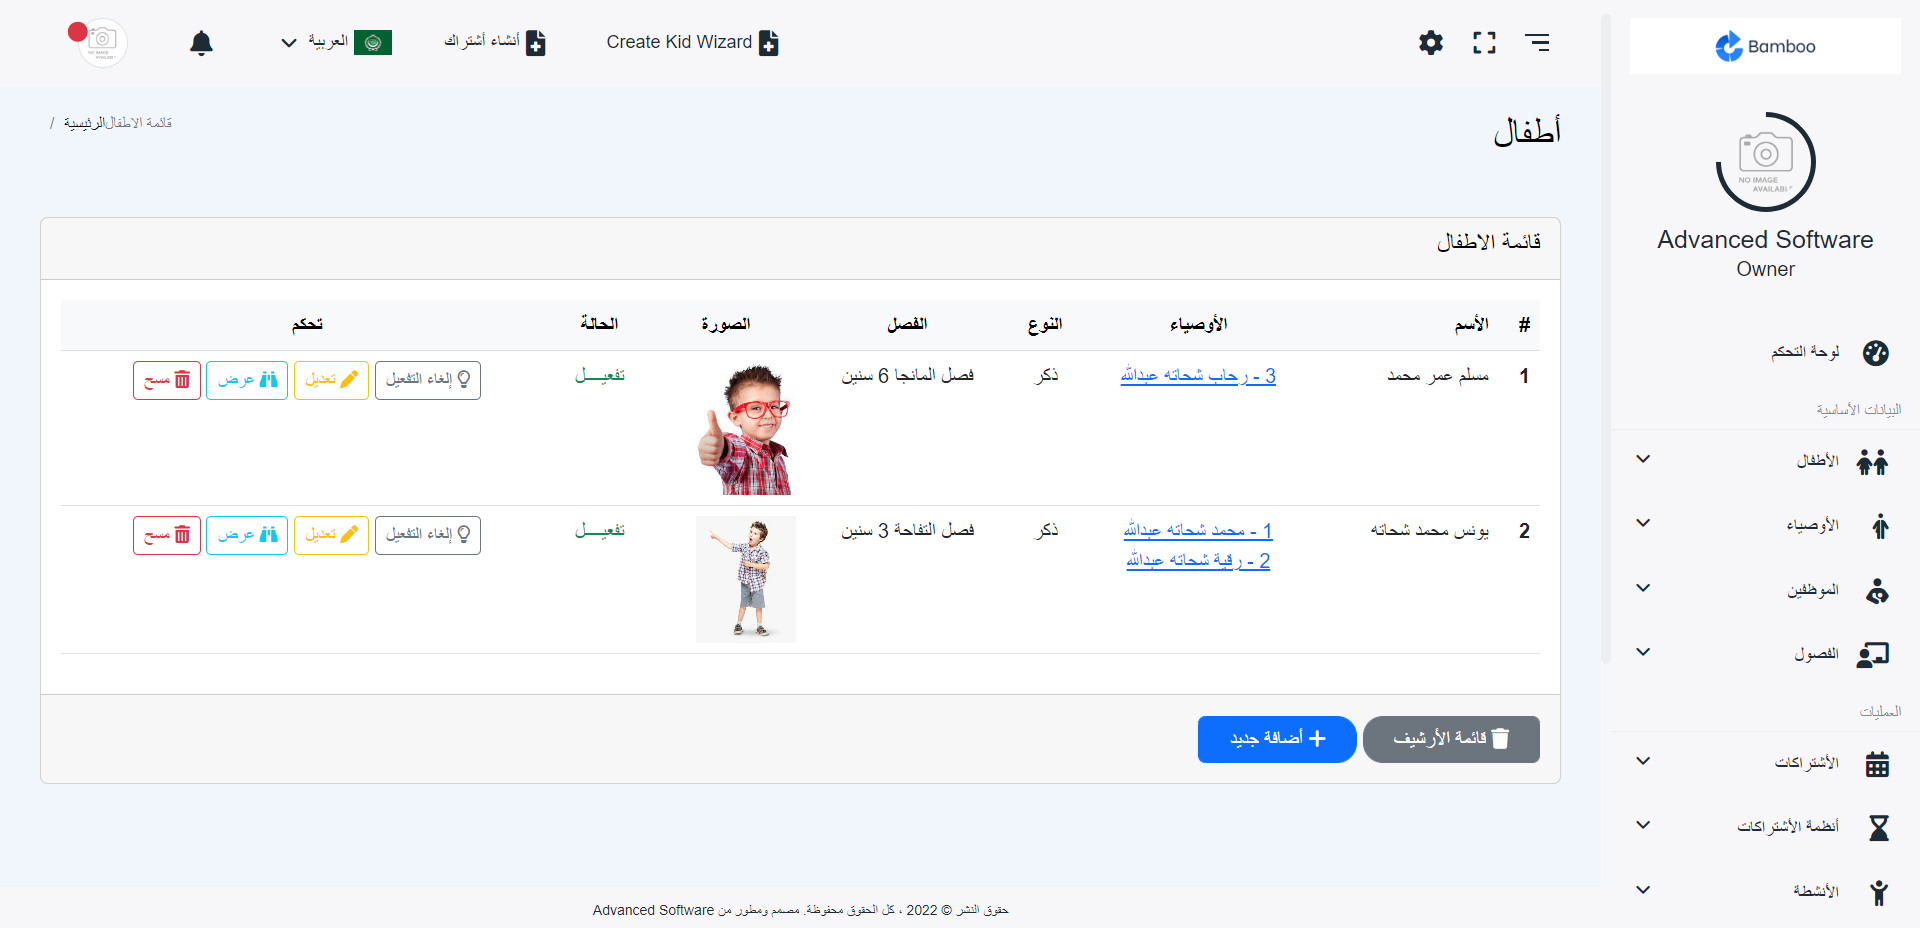 Bamboo
Create Kid Wizard
أنشاء أشتراك
العربية
NO IMAGE
AVAILABLE
Advanced Software
Owner
لوحة التحكم
البيانات الأساسية
الأطفال
الأوصياء
الموظفين
الفصول
العمليات
الأشتراكات
أنظمة الأشتراكات
الأنشطة
أطفال
قائمة الاطفالالرئيسية /
قائمة الاطفال
# الأسم الأوصياء النوع الفصل الصورة الحالة تحكم
1 مسلم عمر محمد 3 - رحاب شحاته عبدالله ذكر فصل المانجا 6 سنين تفعيـــل إلغاء التفعيل تعديل عرض مسح
2 يونس محمد شحاته 1 - محمد شحاته عبدالله ذكر فصل التفاحة 3 سنين تفعيـــل إلغاء التفعيل تعديل عرض مسح
2 - رقية شحاته عبدالله
قائمة الأرشيف
أضافة جديد
حقوق النشر © 2022 ، كل الحقوق محفوظة. مصمم ومطور من Advanced Software